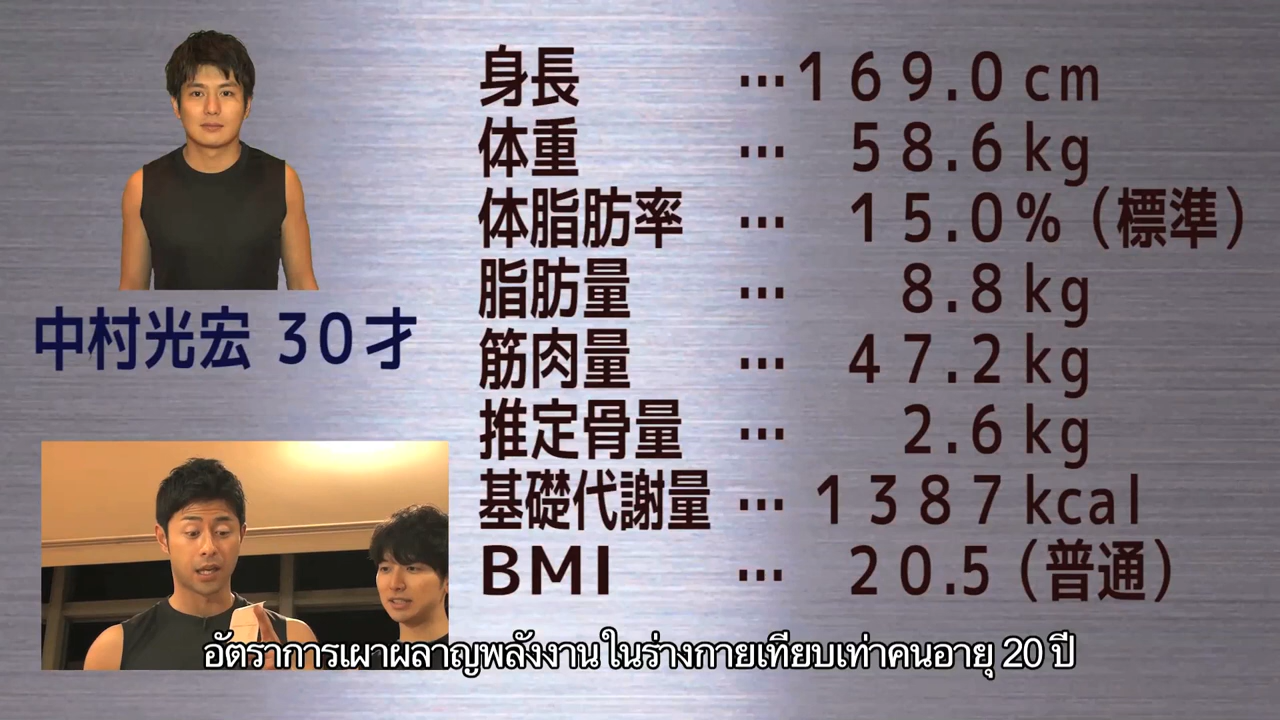 身長 …169.0cm
体重 … 58.6kg
体脂肪率 … 15.0%（標準）
脂肪量 … 8.8kg
筋肉量 … 47.2kg
推定骨量 … 2.6kg
基礎代謝量 … 1387kcal
BMI … 20.5（普通）
中村光宏 30才
อัตราการเผาผลาญพลังงานในร่างกายเทียบเท่าคนอายุ 20 ปี